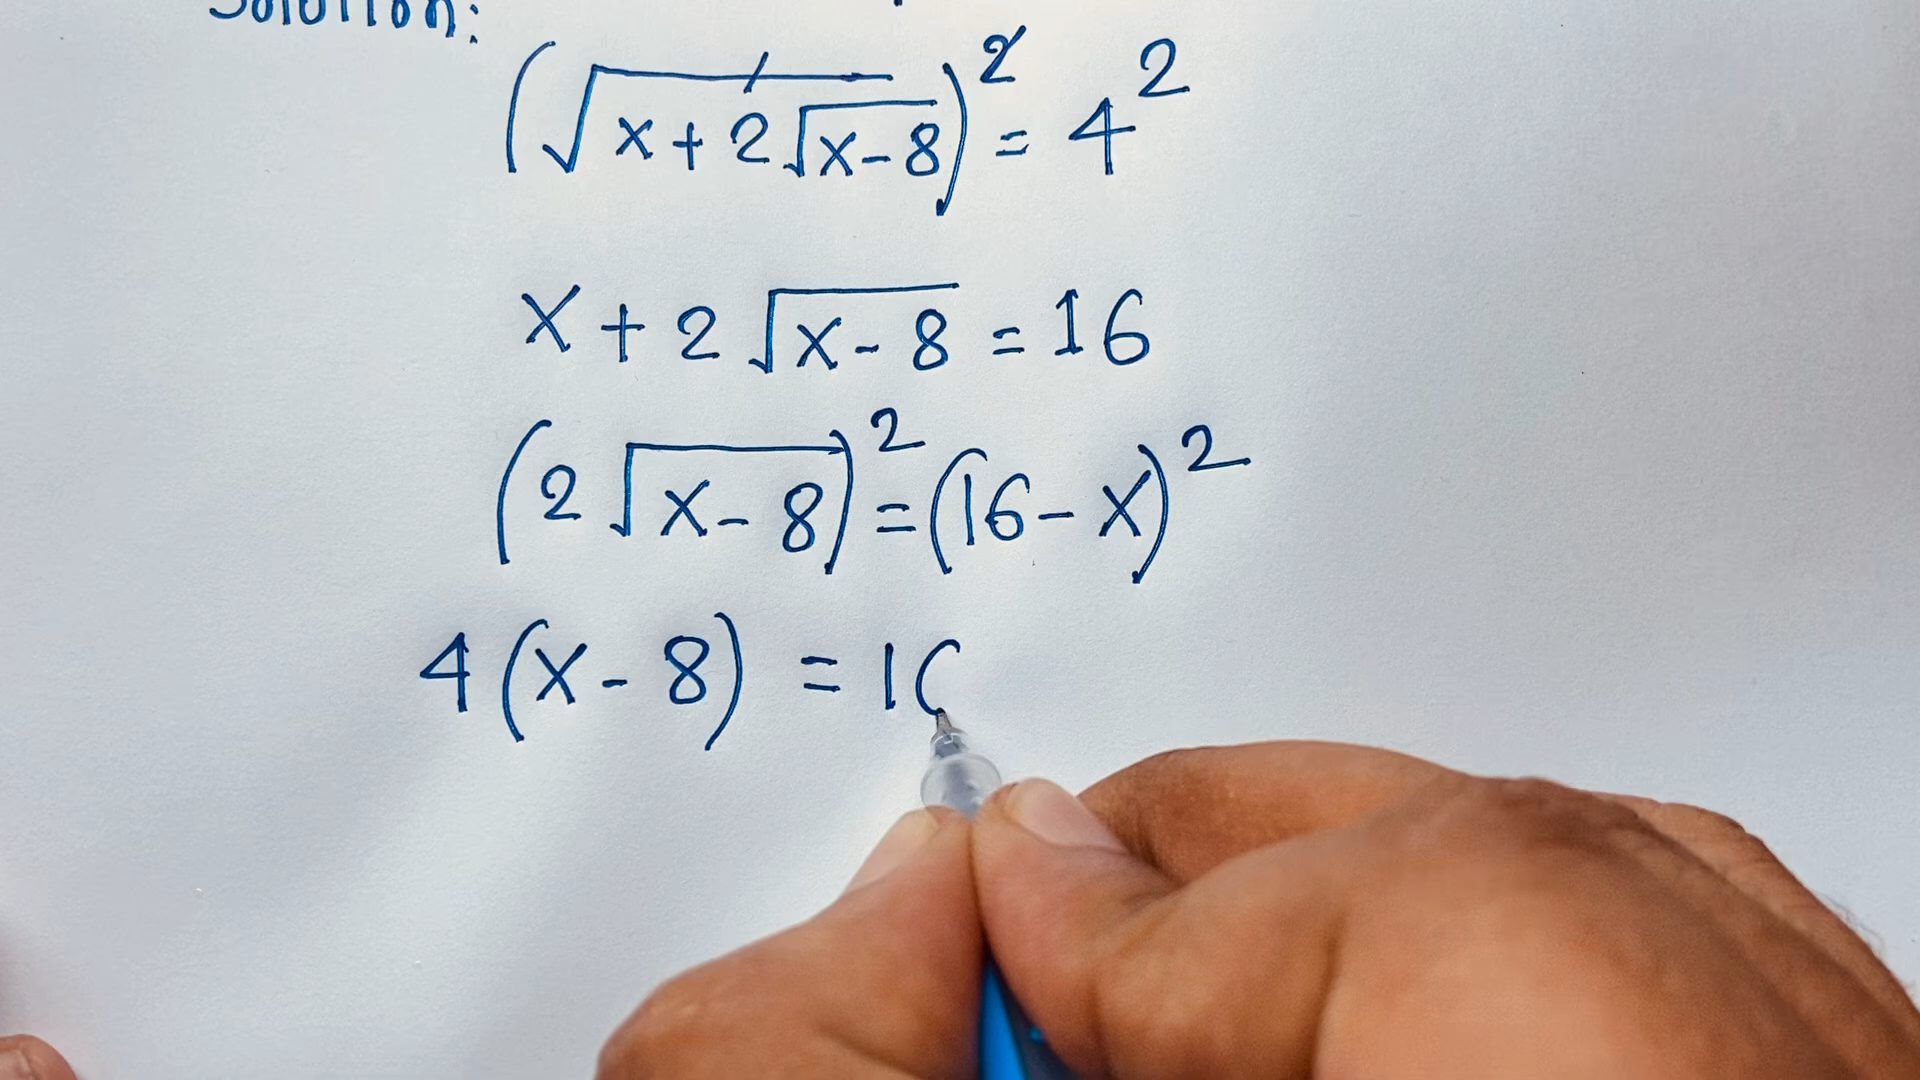 Solution:
(√(x+2√(x-8)))² = 4²
x+2√(x-8) = 16
(2√(x-8))² = (16-x)²
4(x-8) = 1